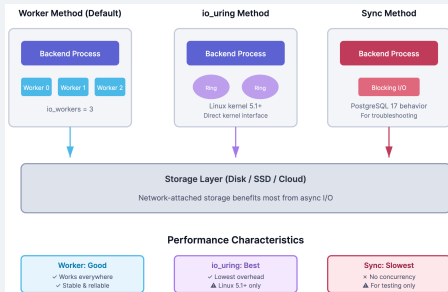 Worker Method (Default)
io_uring Method
Sync Method
Backend Process
Backend Process
Backend Process
Worker 0
Worker 1
Worker 2
Ring
Ring
Blocking I/O
io_workers = 3
Linux kernel 5.1+
Direct kernel interface
PostgreSQL 17 behavior
For troubleshooting
Storage Layer (Disk / SSD / Cloud)
Network-attached storage benefits most from async I/O
Performance Characteristics
Worker: Good
✓ Works everywhere
✓ Stable & reliable
io_uring: Best
✓ Lowest overhead
⚠ Linux 5.1+ only
Sync: Slowest
× No concurrency
⚠ For testing only